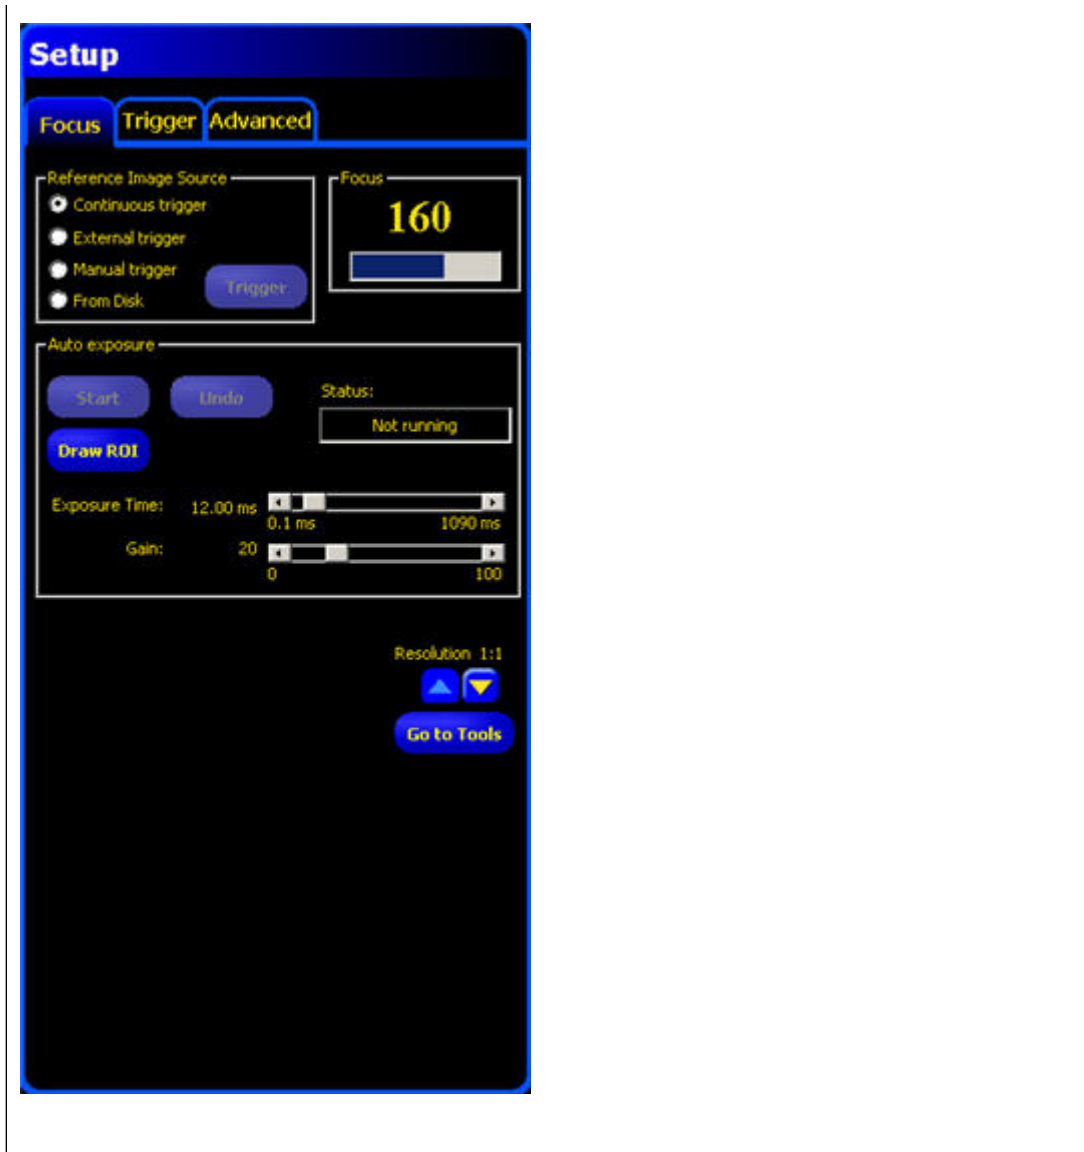 Setup
Focus Trigger Advanced
Reference Image Source
Continuous trigger
External trigger
Manual trigger
From Disk
Trigger
Focus
160
Auto exposure
Start Undo
Status:
Not running
Draw ROI
Exposure Time: 12.00 ms
0.1 ms 1090 ms
Gain: 20
0 100
Resolution 1:1
Go to Tools